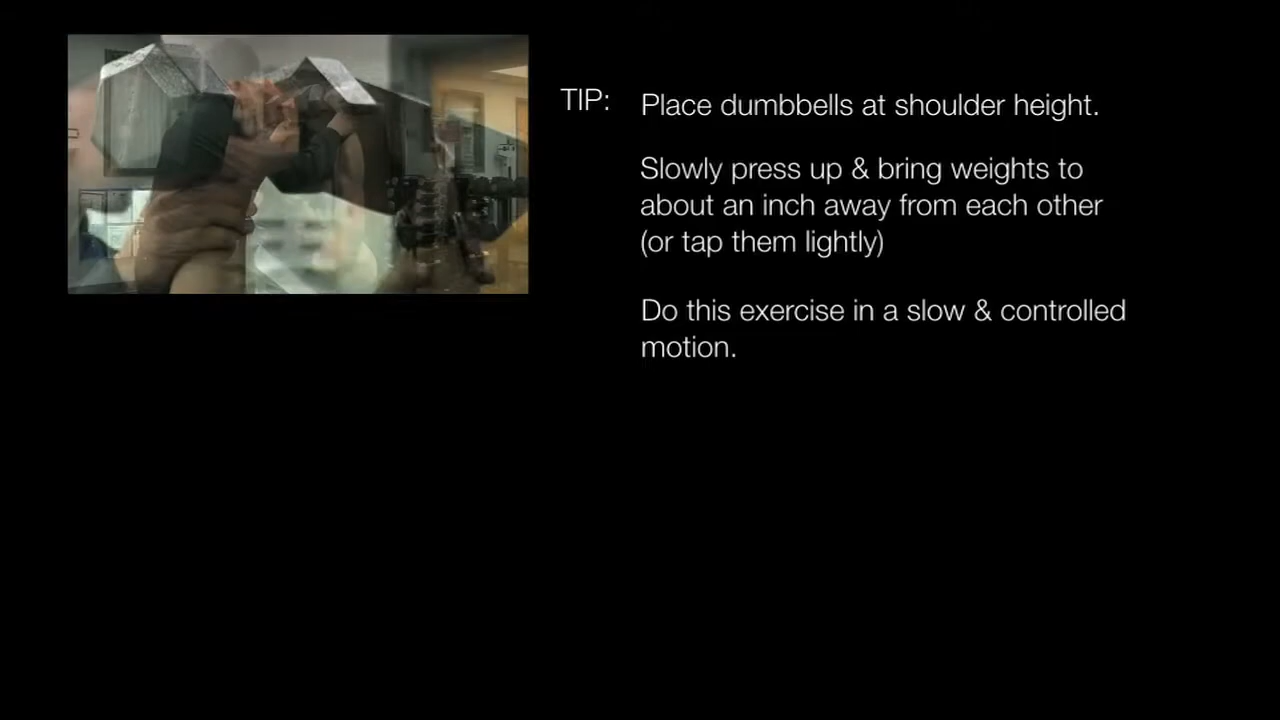 TIP: Place dumbbells at shoulder height.
Slowly press up & bring weights to
about an inch away from each other
(or tap them lightly)
Do this exercise in a slow & controlled
motion.